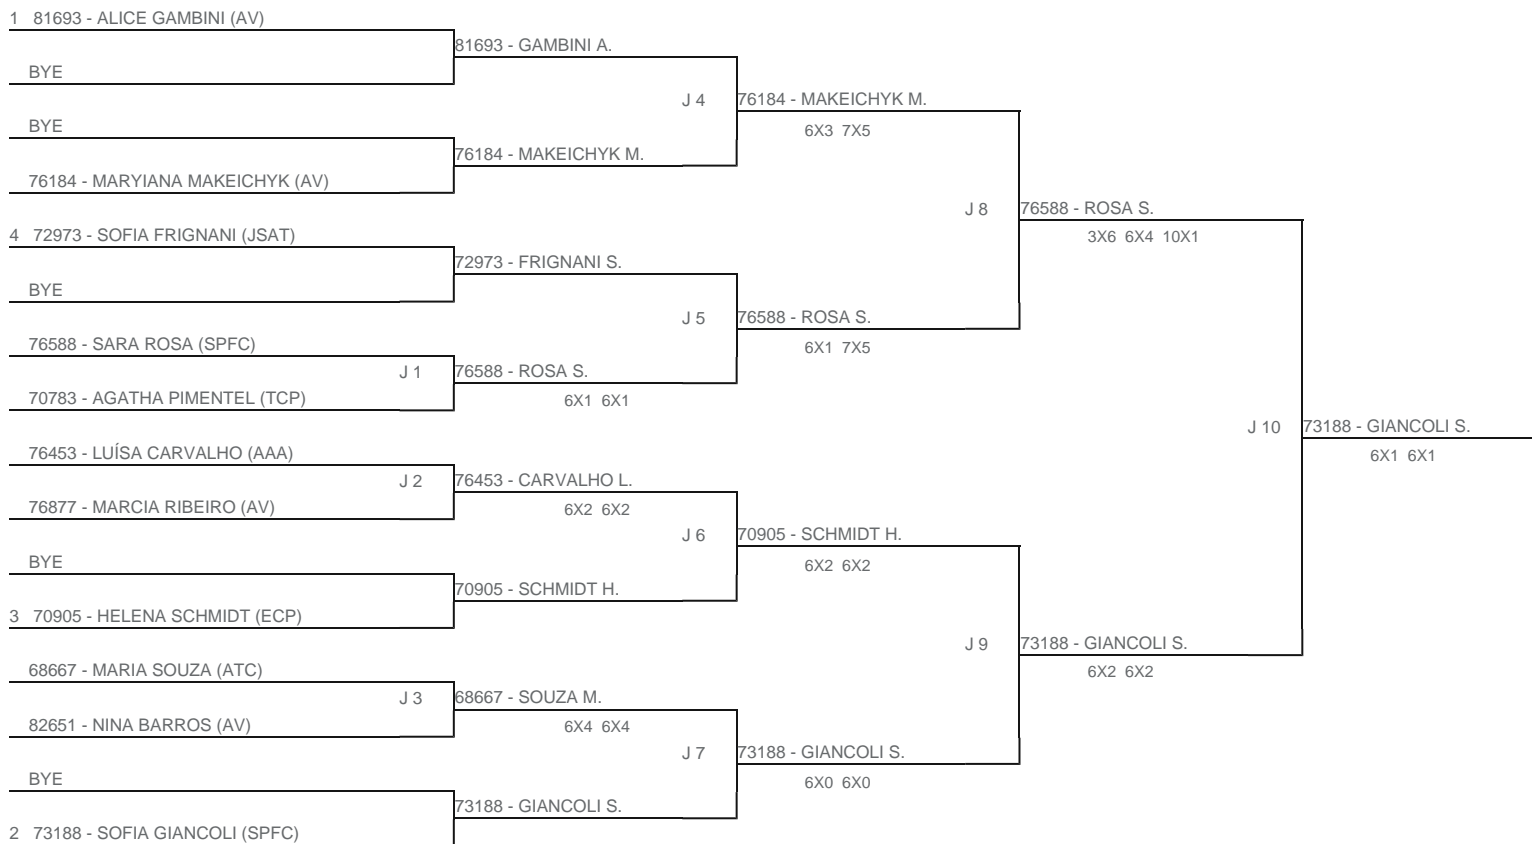 1 81693 - ALICE GAMBINI (AV)
81693 - GAMBINI A.
BYE
J 4
76184 - MAKEICHYK M.
BYE
6X3 7X5
76184 - MAKEICHYK M.
76184 - MARYIANA MAKEICHYK (AV)
J 8
76588 - ROSA S.
4 72973 - SOFIA FRIGNANI (JSAT)
3X6 6X4 10X1
72973 - FRIGNANI S.
BYE
J 5
76588 - ROSA S.
76588 - SARA ROSA (SPFC)
6X1 7X5
J 1
76588 - ROSA S.
70783 - AGATHA PIMENTEL (TCP)
6X1 6X1
J 10
73188 - GIANCOLI S.
76453 - LUÍSA CARVALHO (AAA)
6X1 6X1
J 2
76453 - CARVALHO L.
76877 - MARCIA RIBEIRO (AV)
6X2 6X2
J 6
70905 - SCHMIDT H.
BYE
6X2 6X2
70905 - SCHMIDT H.
3 70905 - HELENA SCHMIDT (ECP)
J 9
73188 - GIANCOLI S.
68667 - MARIA SOUZA (ATC)
6X2 6X2
J 3
68667 - SOUZA M.
82651 - NINA BARROS (AV)
6X4 6X4
J 7
73188 - GIANCOLI S.
BYE
6X0 6X0
73188 - GIANCOLI S.
2 73188 - SOFIA GIANCOLI (SPFC)